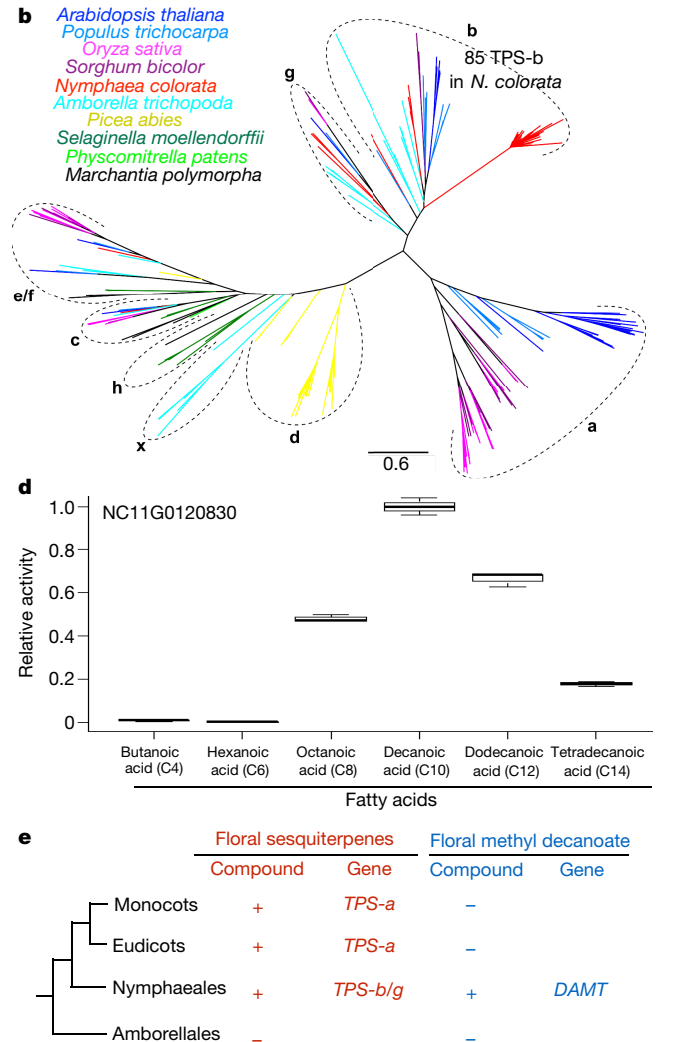 b
Arabidopsis thaliana
Populus trichocarpa
Oryza sativa
Sorghum bicolor
Nymphaea colorata
Amborella trichopoda
Picea abies
Selaginella moellendorffii
Physcomitrella patens
Marchantia polymorpha
b
85 TPS-b
in N. colorata
g
e/f
c
h
x
d
a
0.6
d
NC11G0120830
Relative activity
1.0
0.8
0.6
0.4
0.2
0
Butanoic Hexanoic Octanoic Decanoic Dodecanoic Tetradecanoic
acid (C4) acid (C6) acid (C8) acid (C10) acid (C12) acid (C14)
Fatty acids
e
Floral sesquiterpenes Floral methyl decanoate
Compound Gene Compound Gene
Monocots + TPS-a –
Eudicots + TPS-a –
Nymphaeales + TPS-b/g + DAMT
Amborellales – –